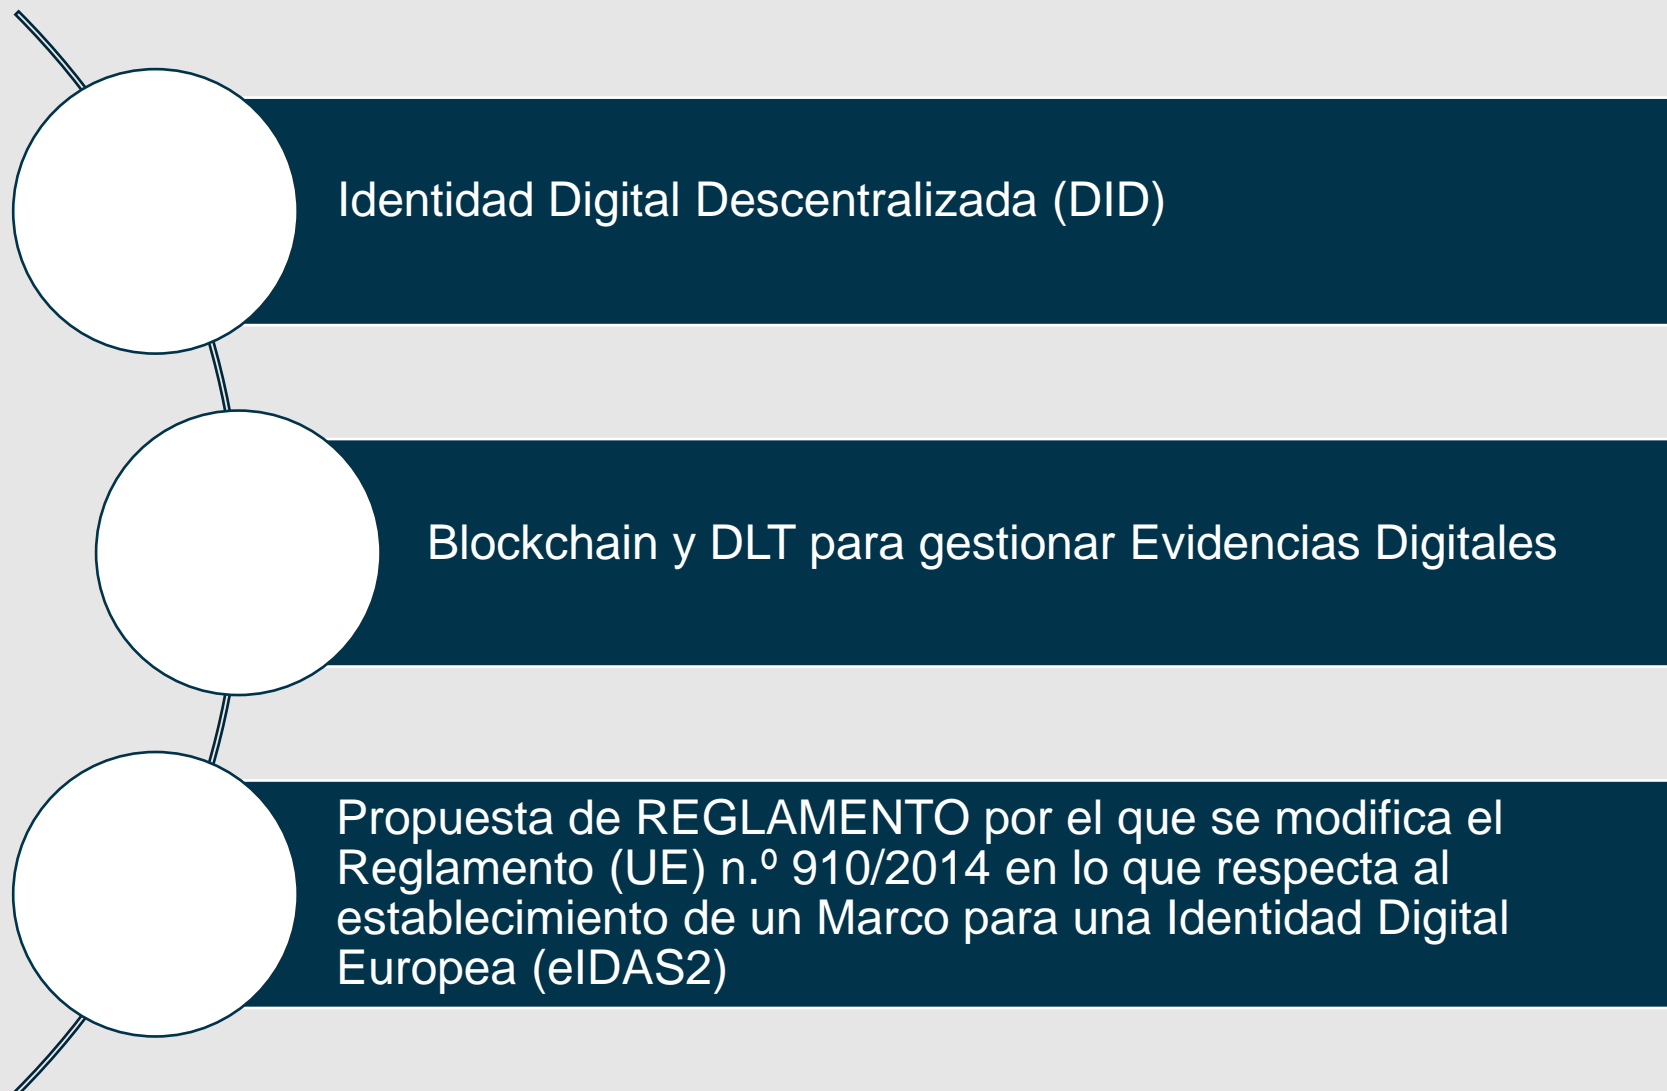 Identidad Digital Descentralizada (DID)
Blockchain y DLT para gestionar Evidencias Digitales
Propuesta de REGLAMENTO por el que se modifica el
Reglamento (UE) n.º 910/2014 en lo que respecta al
establecimiento de un Marco para una Identidad Digital
Europea (eIDAS2)